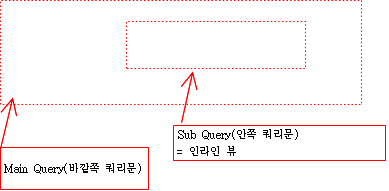 Sub Query(안쪽 쿼리문)
= 인라인 뷰
Main Query(바깥쪽 쿼리문)